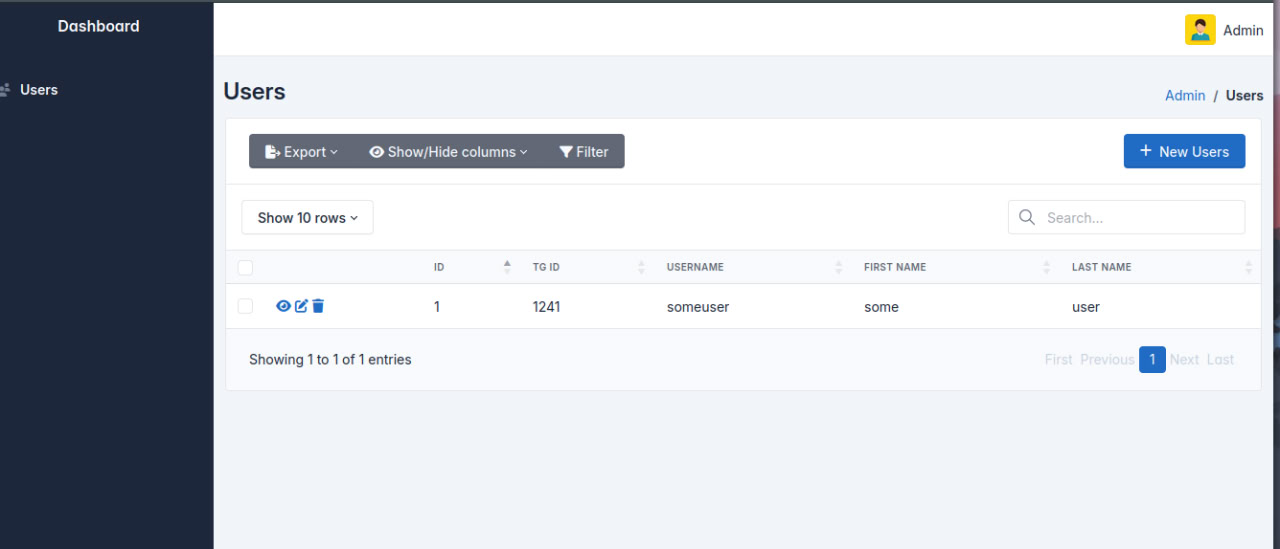 Dashboard
Admin
Users
Users
Admin / Users
Export Show/Hide columns Filter
+ New Users
Show 10 rows
Search...
ID TG ID USERNAME FIRST NAME LAST NAME
1 1241 someuser some user
Showing 1 to 1 of 1 entries
First Previous 1 Next Last